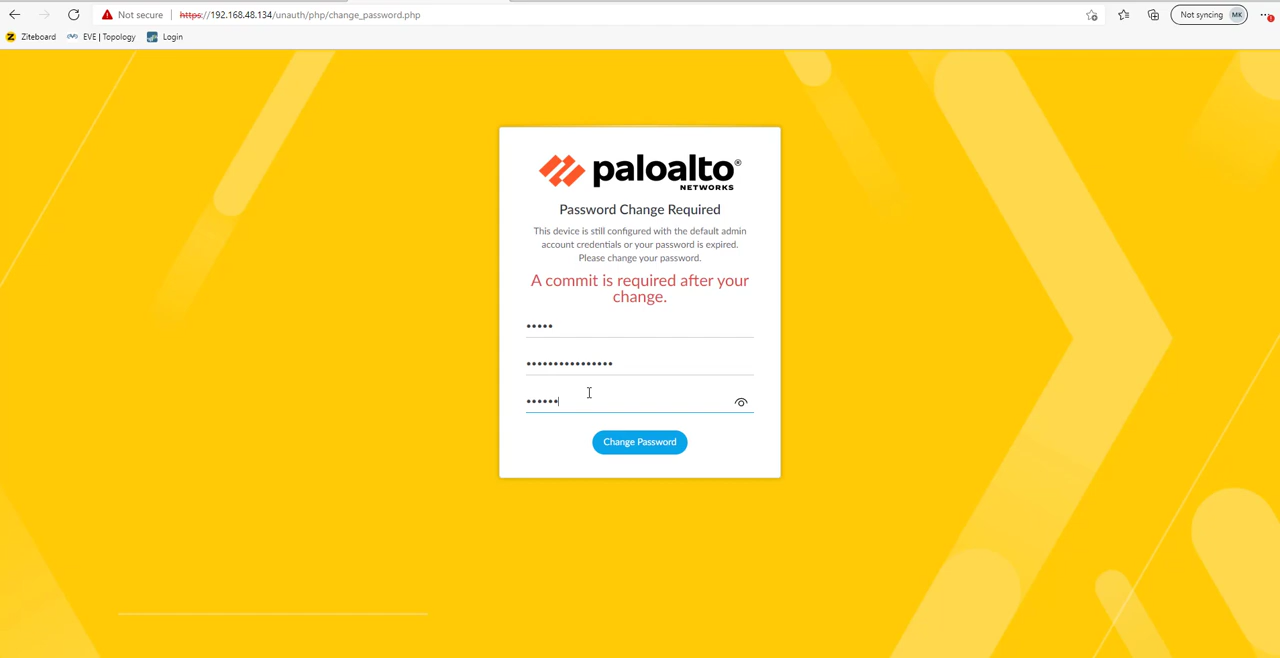 Not secure | https://192.168.48.134/unauth/php/change_password.php Not syncing MK
Z Ziteboard EVE | Topology Login
paloalto®
NETWORKS
Password Change Required
This device is still configured with the default admin
account credentials or your password is expired.
Please change your password.
A commit is required after your
change.
•••••
••••••••••••••••
••••••
Change Password